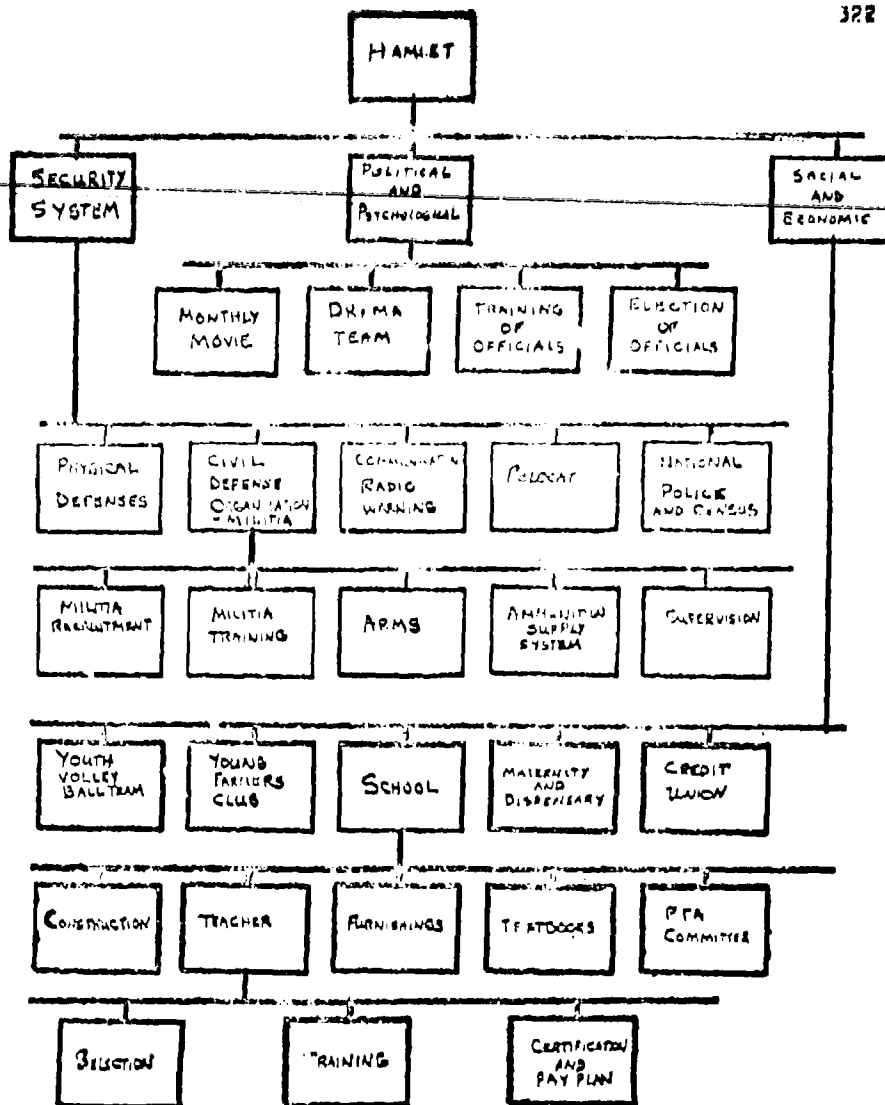 322
HAMLET
SECURITY
SYSTEM
POLITICAL
AND
PSYCHOLOGICAL
SOCIAL
AND
ECONOMIC
MONTHLY
MOVIE
DRAMA
TEAM
TRAINING
OF
OFFICIALS
ELECTION
OF
OFFICIALS
PHYSICAL
DEFENSES
CIVIL
DEFENSE
ORGANIZATION
- MILITIA
COMMUNICATION
RADIO
WARNING
NATIONAL
POLICE
AND CENSUS
MILITIA
RECRUITMENT
MILITIA
TRAINING
ARMS
AMMUNITION
SUPPLY
SYSTEM
SUPERVISION
YOUTH
VOLLEY
BALL TEAM
YOUNG
FARMERS
CLUB
SCHOOL
MATERNITY
AND
DISPENSARY
CREDIT
UNION
CONSTRUCTION
TEACHER
FURNISHINGS
TEXTBOOKS
PTA
COMMITTEE
SELECTION
TRAINING
CERTIFICATION
AND
PAY PLAN